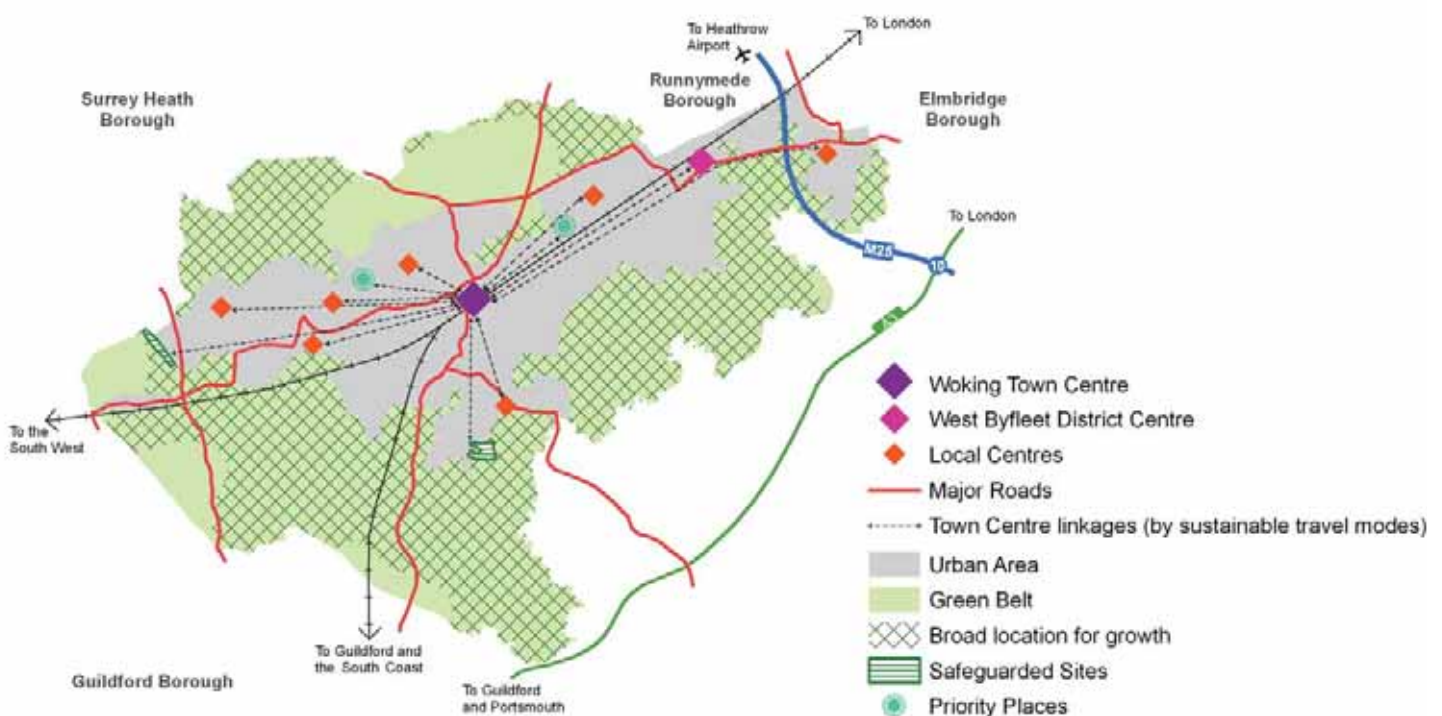 To London
To Heathrow
Airport
Runnymede
Borough
Elmbridge
Borough
Surrey Heath
Borough
To London
M25
10
A3
Woking Town Centre
West Byfleet District Centre
Local Centres
Major Roads
Town Centre linkages (by sustainable travel modes)
Urban Area
Green Belt
Broad location for growth
Safeguarded Sites
Priority Places
To the
South West
To Guildford and
the South Coast
Guildford Borough
To Guildford
and Portsmouth